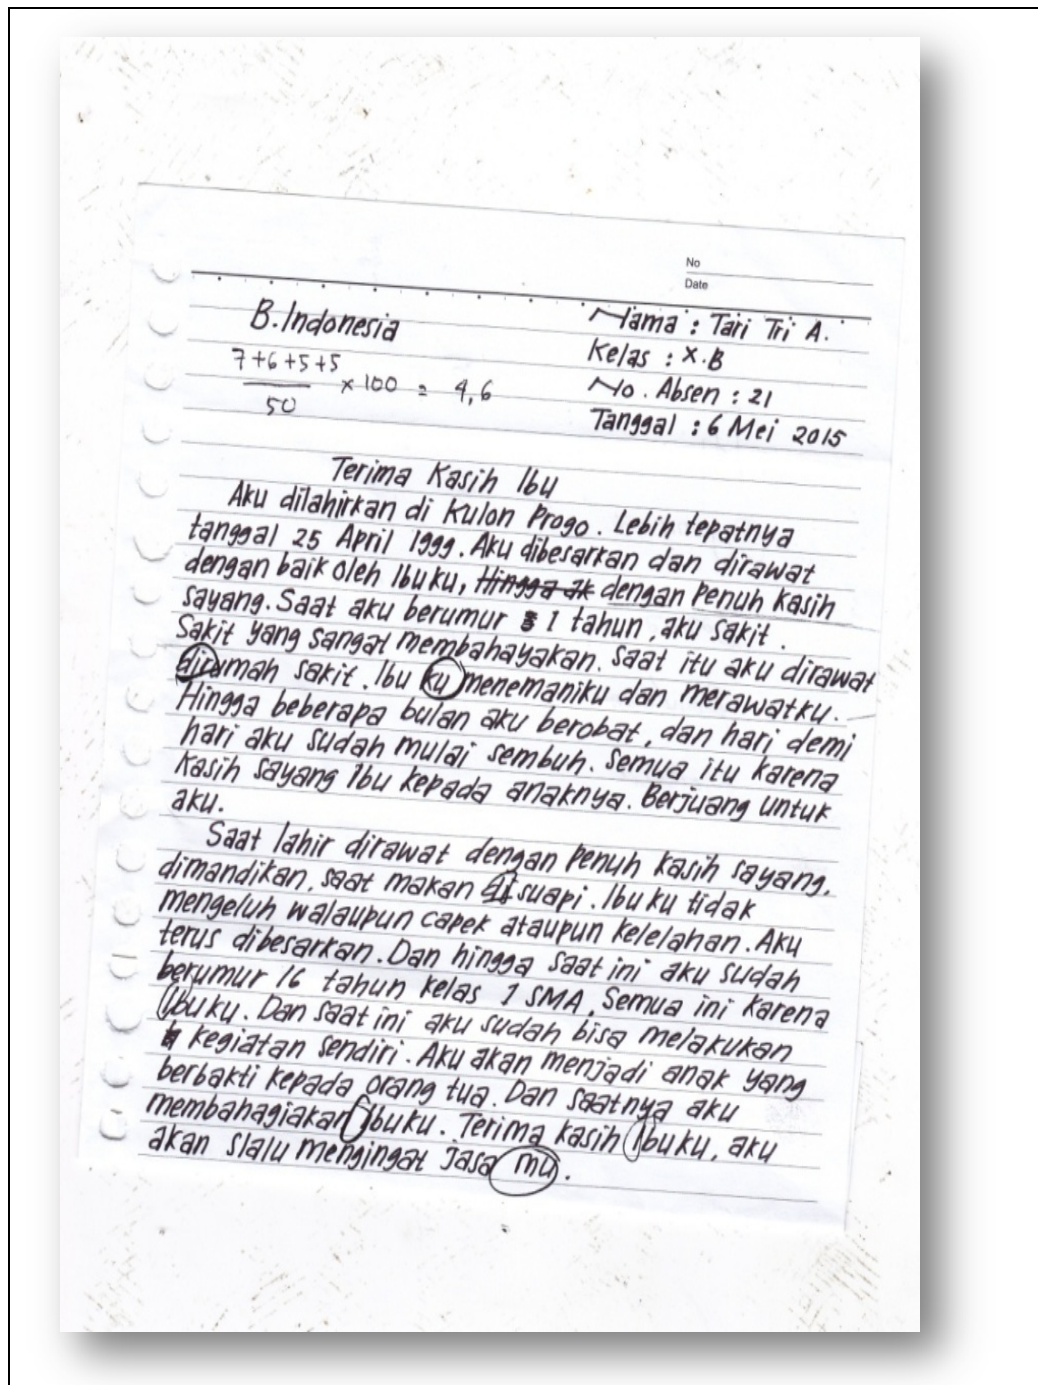 No
Date
B.Indonesia
Nama : Tari Tri A.
Kelas : X.B
7+6+5+5
50
x 100 = 4,6
No. Absen : 21
Tanggal : 6 Mei 2015
Terima Kasih Ibu
Aku dilahirkan di Kulon Progo. Lebih tepatnya
tanggal 25 April 1999. Aku dibesarkan dan dirawat
dengan baik oleh Ibuku, Hingga ak dengan penuh kasih
sayang. Saat aku berumur 1 tahun, aku sakit.
Sakit yang sangat membahayakan. Saat itu aku dirawat
dirumah sakit. Ibu ku menemaniku dan merawatku.
Hingga beberapa bulan aku berobat, dan hari demi
hari aku sudah mulai sembuh. Semua itu karena
kasih sayang Ibu kepada anaknya. Berjuang untuk
aku.
Saat lahir dirawat dengan penuh kasih sayang.
dimandikan, saat makan di suapi. Ibu ku tidak
mengeluh walaupun capek ataupun kelelahan. Aku
terus dibesarkan. Dan hingga saat ini aku sudah
berumur 16 tahun kelas 1 SMA. Semua ini karena
Ibuku. Dan saat ini aku sudah bisa melakukan
kegiatan sendiri. Aku akan menjadi anak yang
berbakti kepada orang tua. Dan saatnya aku
membahagiakan Ibuku. Terima kasih Ibuku, aku
akan slalu mengingat jasa mu.